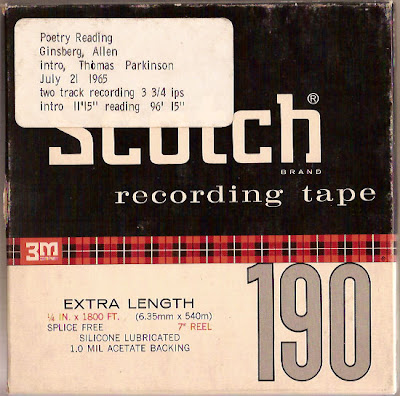 Poetry Reading
Ginsberg, Allen
intro, Thomas Parkinson
July 21 1965
two track recording 3 3/4 ips
intro 11'15" reading 96' 15"
Scotch®
BRAND
recording tape
3M
COMPANY
190
EXTRA LENGTH
¼ IN. x 1800 FT. (6.35mm x 540m)
SPLICE FREE 7" REEL
SILICONE LUBRICATED
1.0 MIL ACETATE BACKING